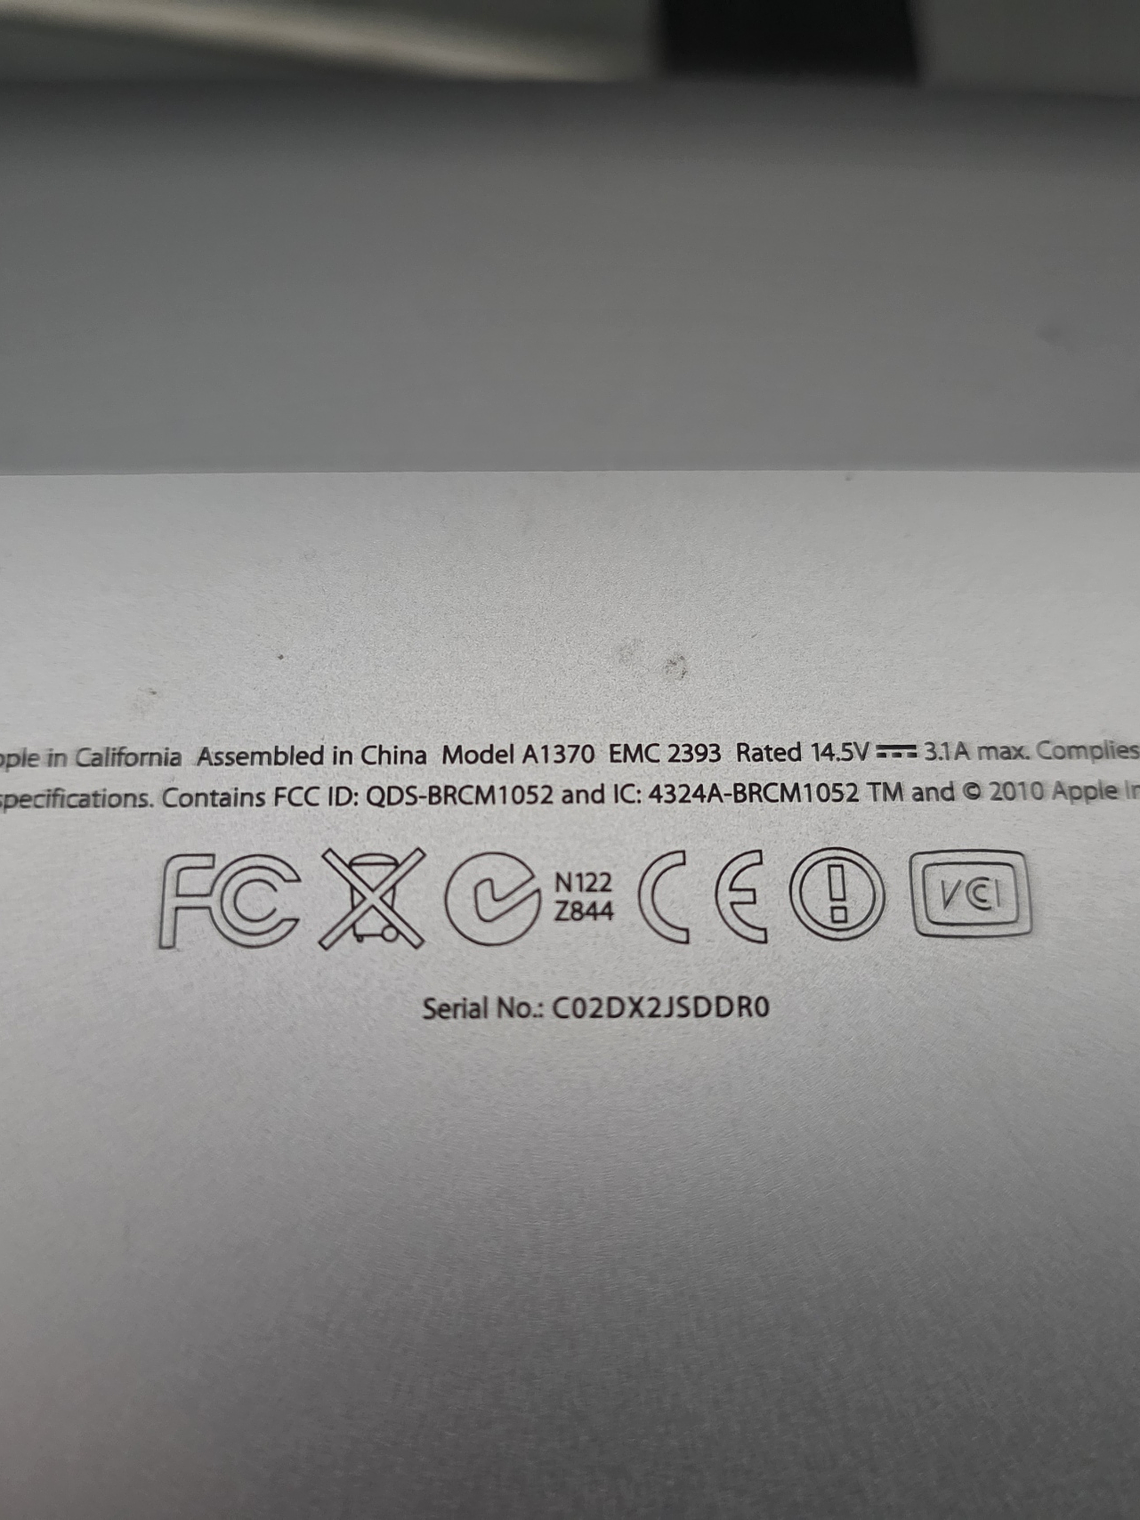 pple in California Assembled in China Model A1370 EMC 2393 Rated 14.5V ⎓ 3.1A max. Complies
specifications. Contains FCC ID: QDS-BRCM1052 and IC: 4324A-BRCM1052 TM and © 2010 Apple In
FC N122 CE VCI
Z844
Serial No.: C02DX2JSDDR0